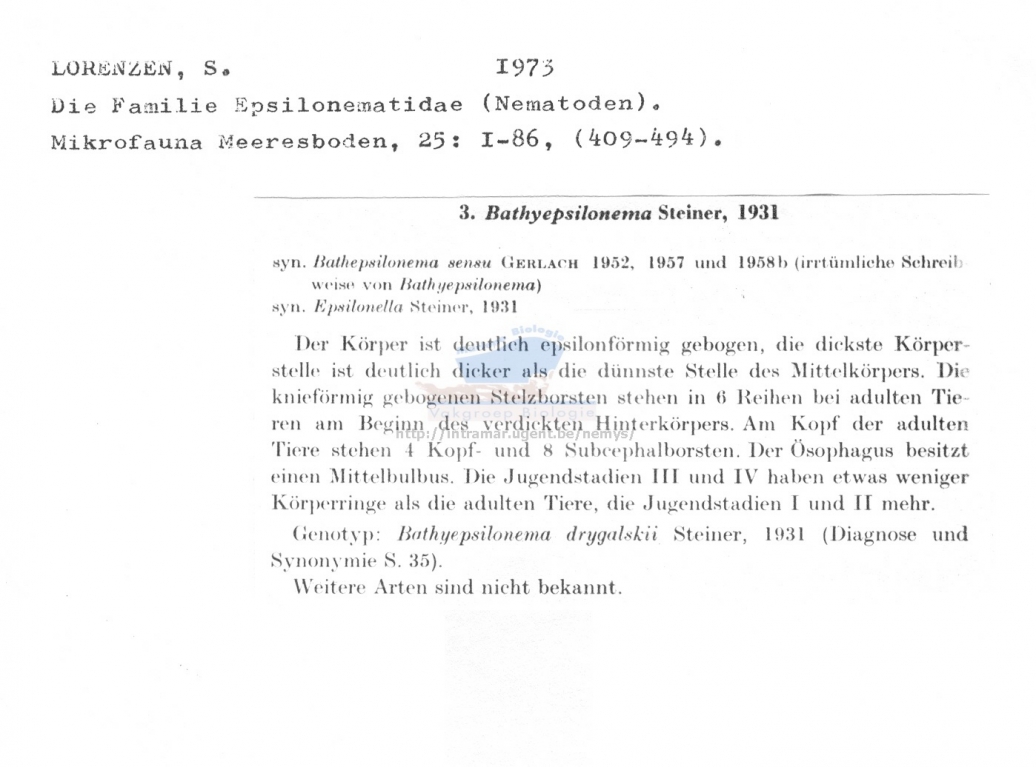 LORENZEN, S. 1973
Die Familie Epsilonematidae (Nematoden).
Mikrofauna Meeresboden, 25: I-86, (409-494).
3. Bathyepsilonema Steiner, 1931
syn. Bathepsilonema sensu GERLACH 1952, 1957 und 1958b (irrtümliche Schreib
weise von Bathyepsilonema)
syn. Epsilonella Steiner, 1931
Der Körper ist deutlich epsilonförmig gebogen, die dickste Körper-
stelle ist deutlich dicker als die dünnste Stelle des Mittelkörpers. Die
knieförmig gebogenen Stelzborsten stehen in 6 Reihen bei adulten Tie-
ren am Beginn des verdickten Hinterkörpers. Am Kopf der adulten
Tiere stehen 4 Kopf- und 8 Subcephalborsten. Der Ösophagus besitzt
einen Mittelbulbus. Die Jugendstadien III und IV haben etwas weniger
Körperringe als die adulten Tiere, die Jugendstadien I und II mehr.
Genotyp: Bathyepsilonema drygalskii Steiner, 1931 (Diagnose und
Synonymie S. 35).
Weitere Arten sind nicht bekannt.
Biologie
Vakgroep Biologie
http://intramar.ugent.be/nemys/